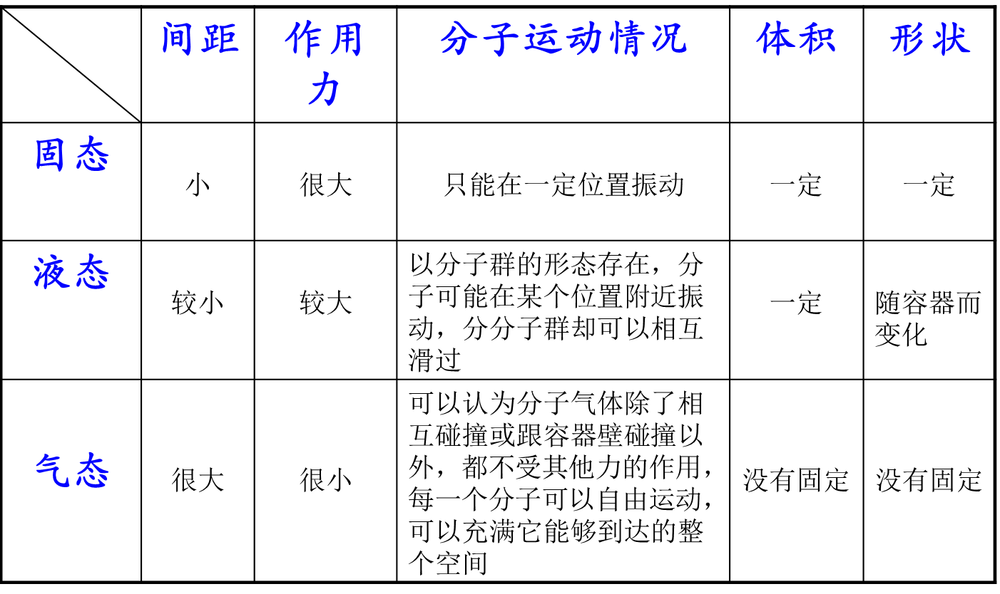 间距
作用
力
分子运动情况
体积
形状
固态
小
很大
只能在一定位置振动
一定
一定
液态
较小
较大
以分子群的形态存在，分
子可能在某个位置附近振
动，分分子群却可以相互
滑过
一定
随容器而
变化
气态
很大
很小
可以认为分子气体除了相
互碰撞或跟容器壁碰撞以
外，都不受其他力的作用，
每一个分子可以自由运动，
可以充满它能够到达的整
个空间
没有固定
没有固定